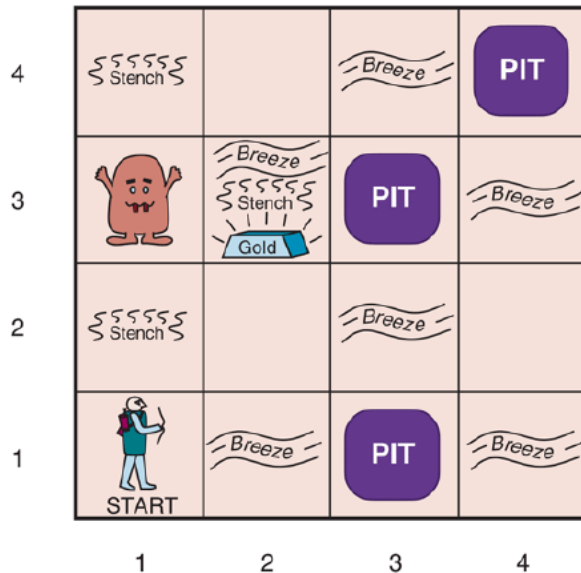 4
Stench
Breeze
PIT
3
Breeze
Stench
Gold
PIT
Breeze
2
Stench
Breeze
1
START
Breeze
PIT
Breeze
1 2 3 4